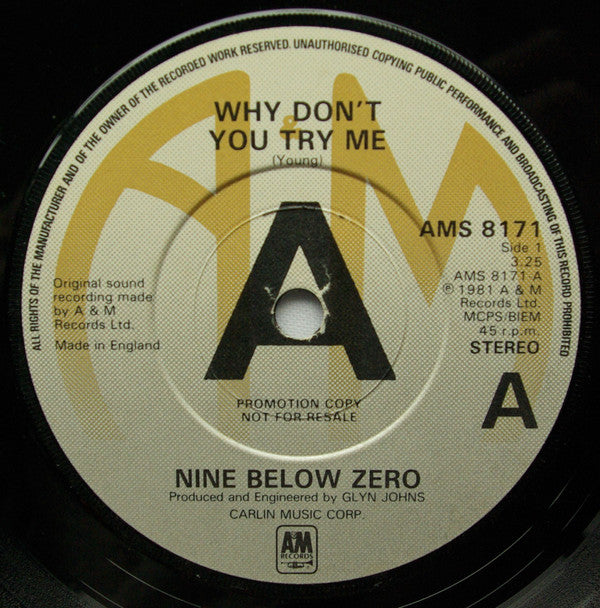 ALL RIGHTS OF THE MANUFACTURER AND OF THE OWNER OF THE RECORDED WORK RESERVED. UNAUTHORISED COPYING PUBLIC PERFORMANCE AND BROADCASTING OF THIS RECORD PROHIBITED
A&M
WHY DON'T
YOU TRY ME
(Young)
AMS 8171
Side 1
3.25
AMS 8171 A
℗ 1981 A & M
Records Ltd.
MCPS/BIEM
45 r.p.m.
STEREO
Original sound
recording made
by A & M
Records Ltd.
Made in England
A
A
PROMOTION COPY
NOT FOR RESALE
NINE BELOW ZERO
Produced and Engineered by GLYN JOHNS
CARLIN MUSIC CORP.
A&M
RECORDS